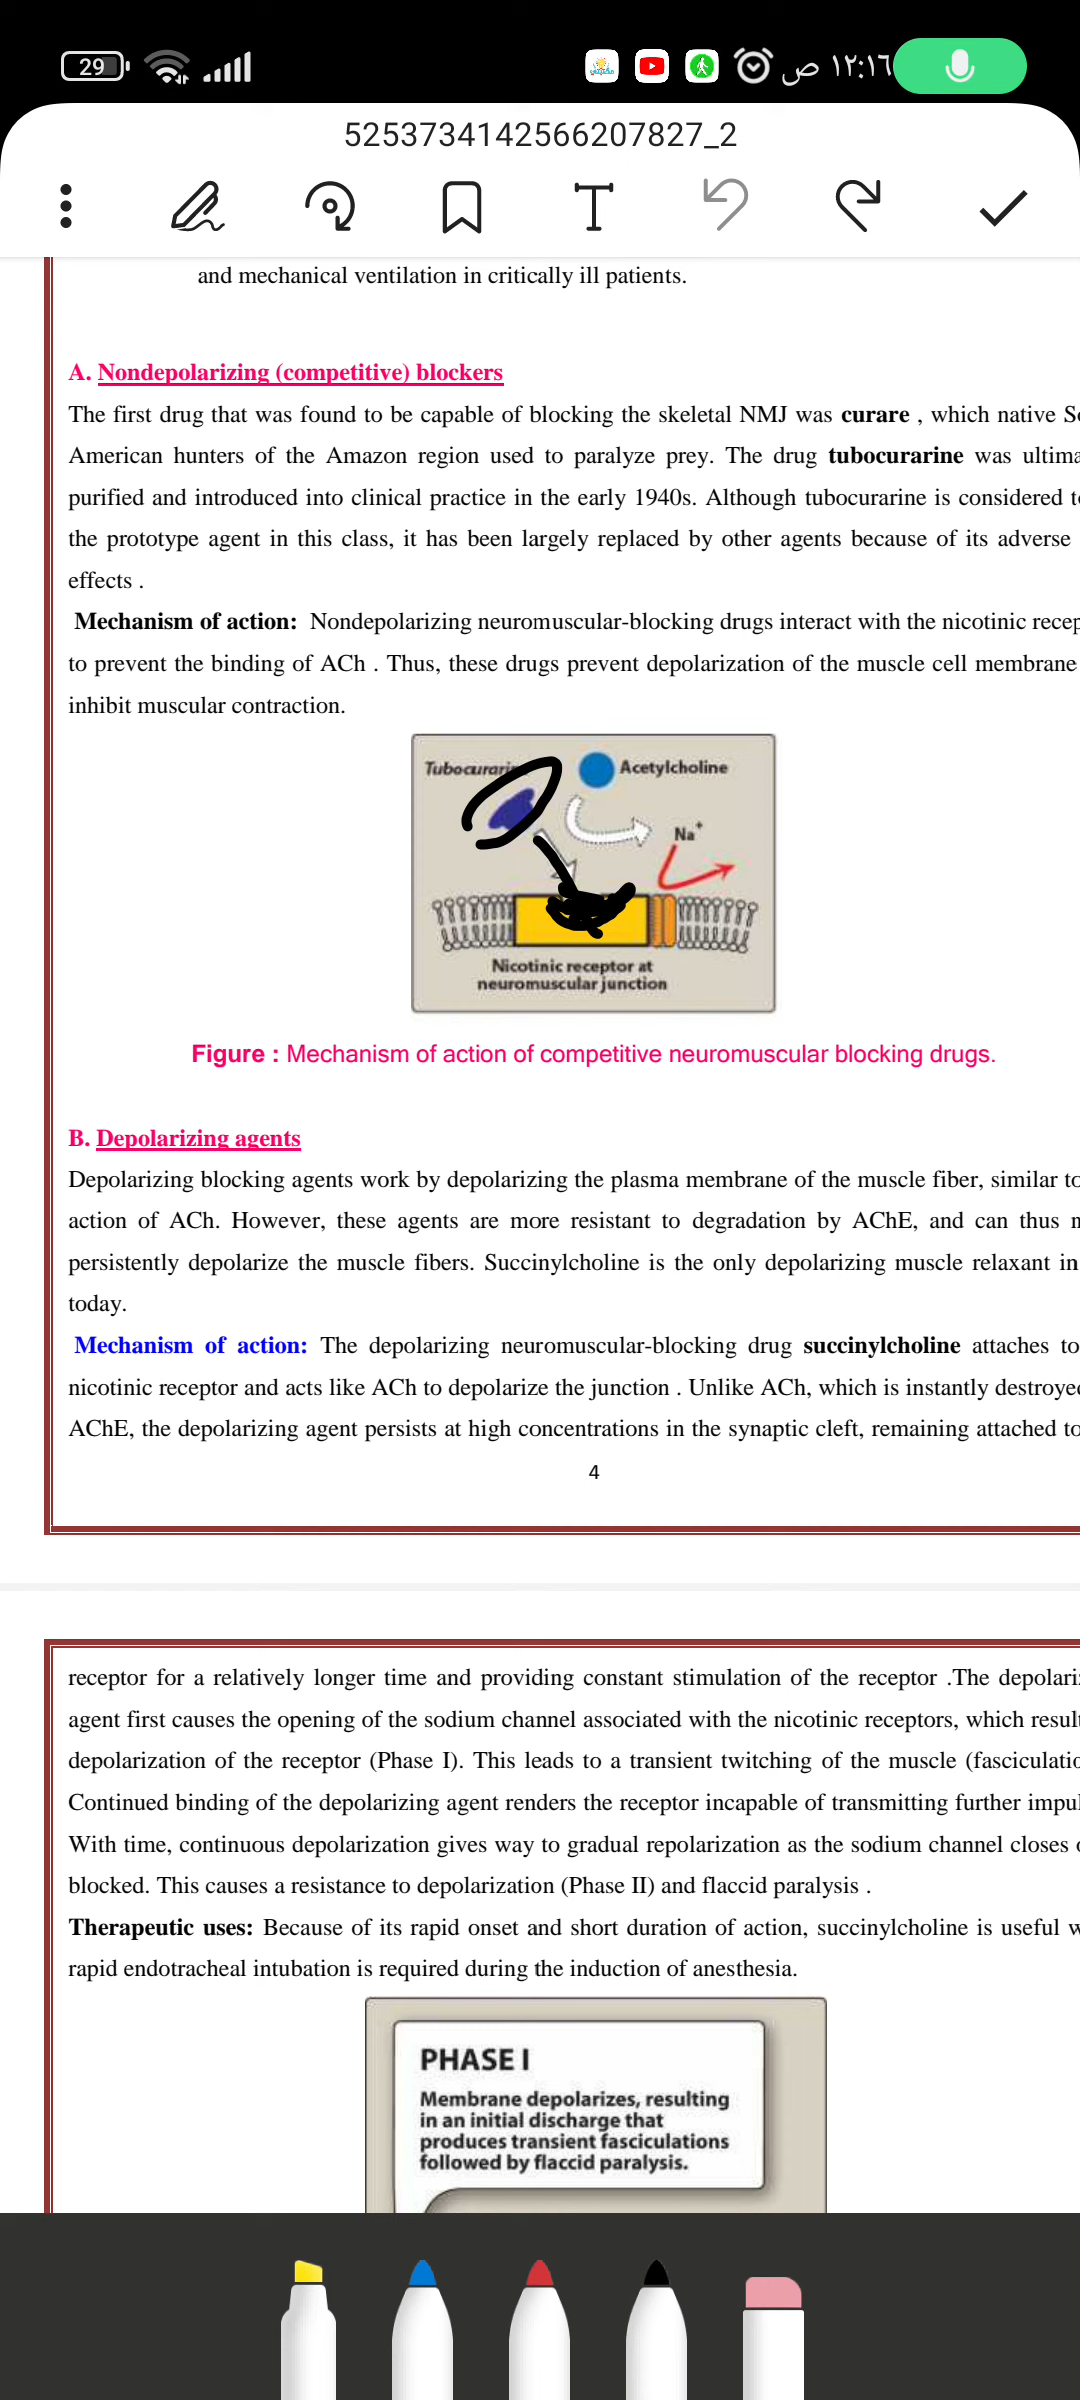 29
١٢:١٦ ص
5253734142566207827_2
T
and mechanical ventilation in critically ill patients.
A. Nondepolarizing (competitive) blockers
The first drug that was found to be capable of blocking the skeletal NMJ was curare , which native
American hunters of the Amazon region used to paralyze prey. The drug tubocurarine was
purified and introduced into clinical practice in the early 1940s. Although tubocurarine is considered
the prototype agent in this class, it has been largely replaced by other agents because of its adverse
effects .
Mechanism of action: Nondepolarizing neuromuscular-blocking drugs interact with the nicotinic
to prevent the binding of ACh . Thus, these drugs prevent depolarization of the muscle cell membrane
inhibit muscular contraction.
Acetylcholine
Na+
Nicotinic receptor at
neuromuscular junction
Figure : Mechanism of action of competitive neuromuscular blocking drugs.
B. Depolarizing agents
Depolarizing blocking agents work by depolarizing the plasma membrane of the muscle fiber, similar to
action of ACh. However, these agents are more resistant to degradation by AChE, and can thus
persistently depolarize the muscle fibers. Succinylcholine is the only depolarizing muscle relaxant in
today.
Mechanism of action: The depolarizing neuromuscular-blocking drug succinylcholine attaches to
nicotinic receptor and acts like ACh to depolarize the junction . Unlike ACh, which is instantly
AChE, the depolarizing agent persists at high concentrations in the synaptic cleft, remaining attached to
4
receptor for a relatively longer time and providing constant stimulation of the receptor .The
agent first causes the opening of the sodium channel associated with the nicotinic receptors, which
depolarization of the receptor (Phase I). This leads to a transient twitching of the muscle
Continued binding of the depolarizing agent renders the receptor incapable of transmitting further
With time, continuous depolarization gives way to gradual repolarization as the sodium channel closes
blocked. This causes a resistance to depolarization (Phase II) and flaccid paralysis .
Therapeutic uses: Because of its rapid onset and short duration of action, succinylcholine is useful
rapid endotracheal intubation is required during the induction of anesthesia.
PHASE I
Membrane depolarizes, resulting
in an initial discharge that
produces transient fasciculations
followed by flaccid paralysis.